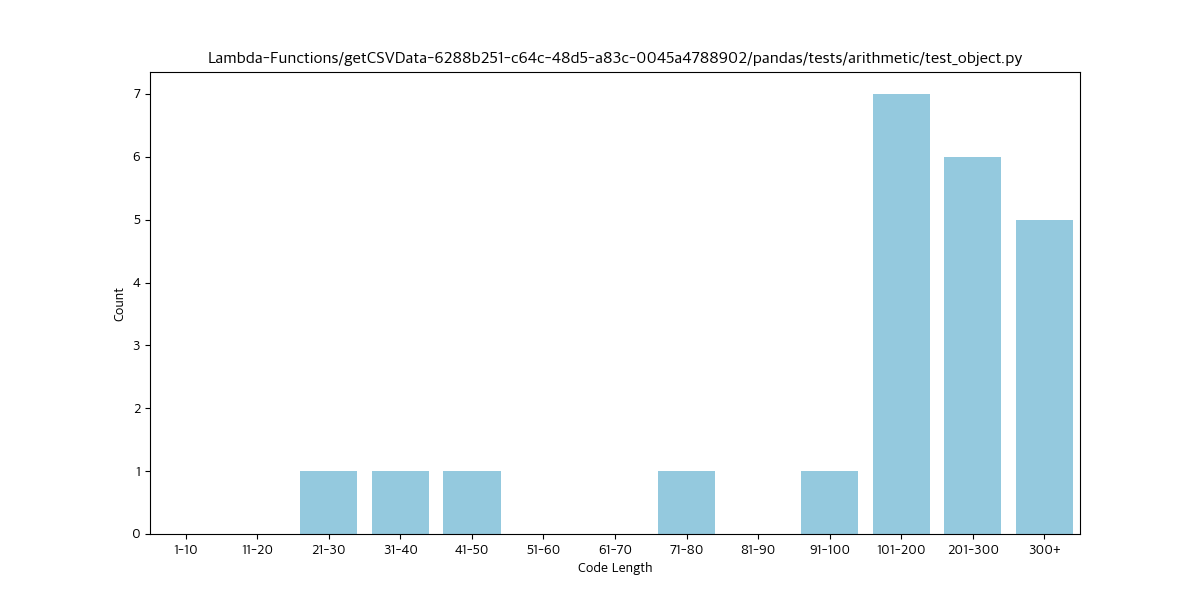 Lambda-Functions/getCSVData-6288b251-c64c-48d5-a83c-0045a4788902/pandas/tests/arithmetic/test_object.py
7
6
5
4
3
2
1
0
Count
1-10 11-20 21-30 31-40 41-50 51-60 61-70 71-80 81-90 91-100 101-200 201-300 300+
Code Length